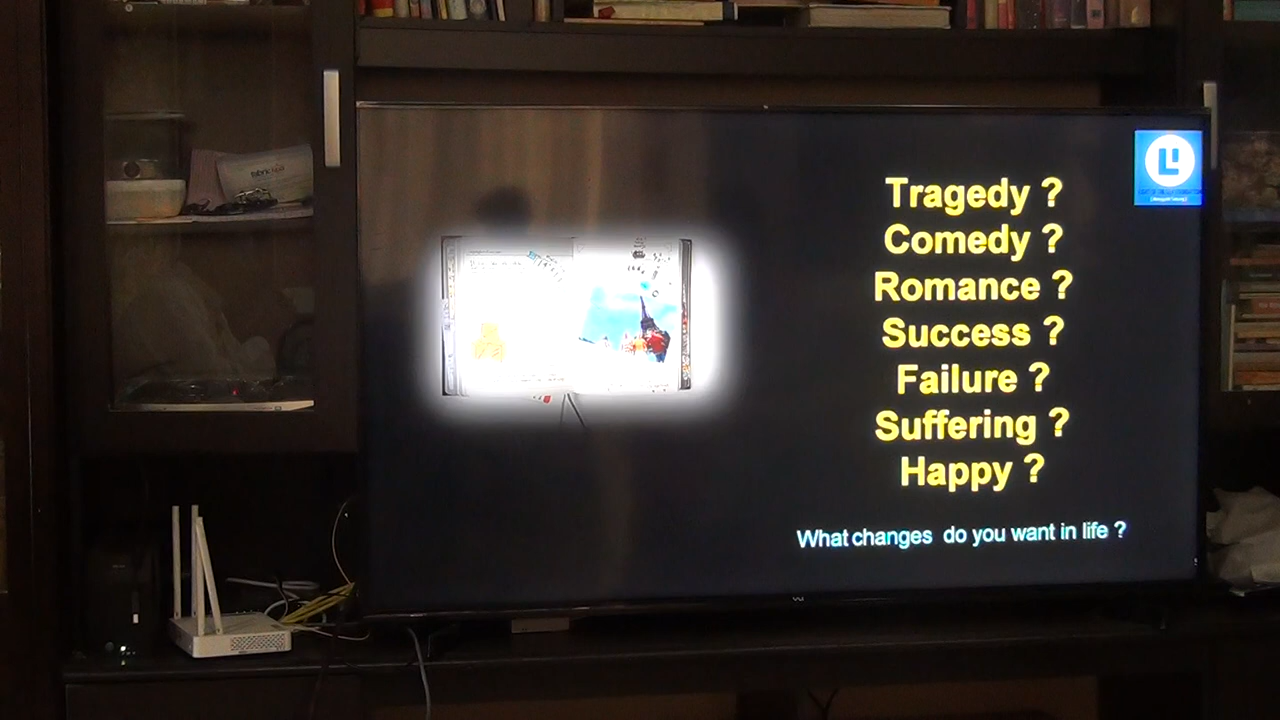 Tragedy ?
Comedy ?
Romance ?
Success ?
Failure ?
Suffering ?
Happy ?
What changes do you want in life ?